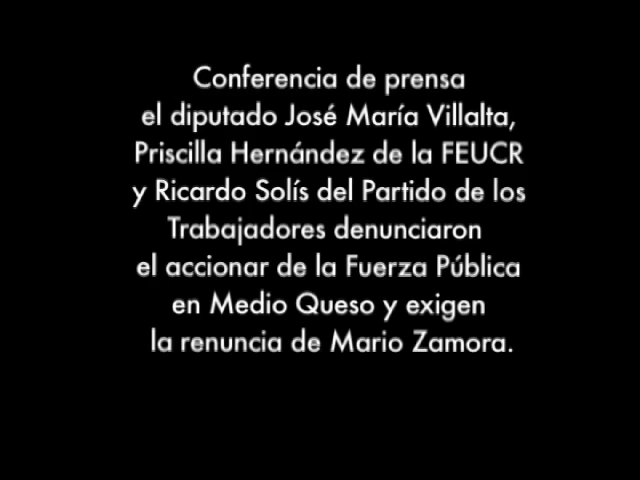 Conferencia de prensa
el diputado José María Villalta,
Priscilla Hernández de la FEUCR
y Ricardo Solís del Partido de los
Trabajadores denunciaron
el accionar de la Fuerza Pública
en Medio Queso y exigen
la renuncia de Mario Zamora.